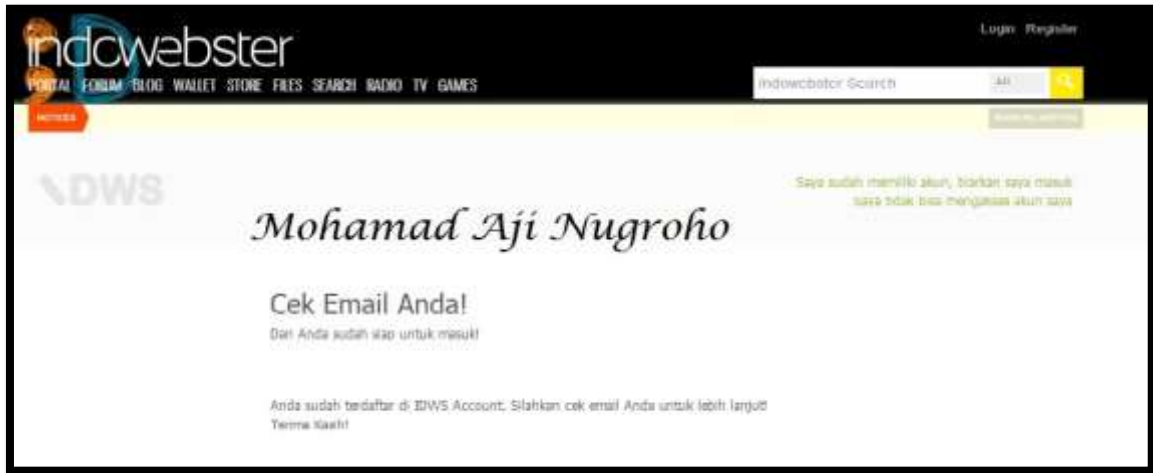 Login Register
indowebster
PORTAL FORUM BLOG WALLET STORE FILES SEARCH RADIO TV GAMES
Indowebster Search All
NOTICES
IDWS
Saya sudah memiliki akun, biarkan saya masuk
saya tidak bisa mengakses akun saya
Mohamad Aji Nugroho
Cek Email Anda!
Dan Anda sudah siap untuk masuk!
Anda sudah terdaftar di IDWS Account. Silahkan cek email Anda untuk lebih lanjut!
Terima Kasih!